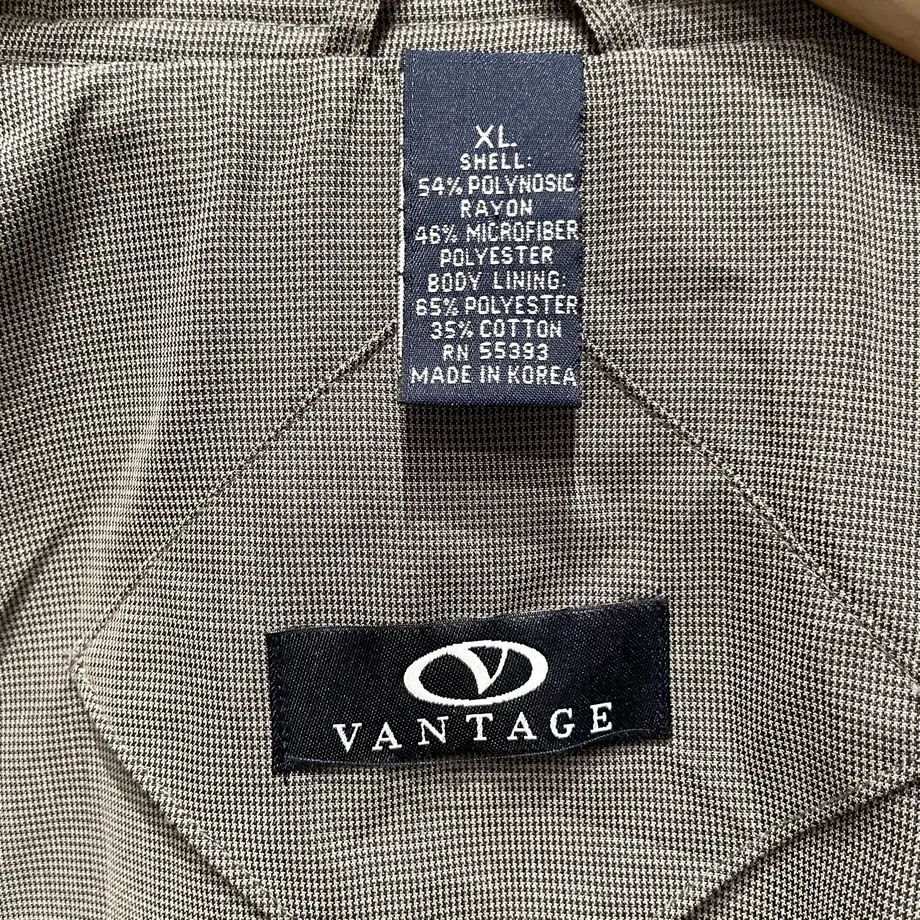 XL
SHELL:
54% POLYNOSIC
RAYON
46% MICROFIBER
POLYESTER
BODY LINING:
65% POLYESTER
35% COTTON
RN 55393
MADE IN KOREA
V
VANTAGE